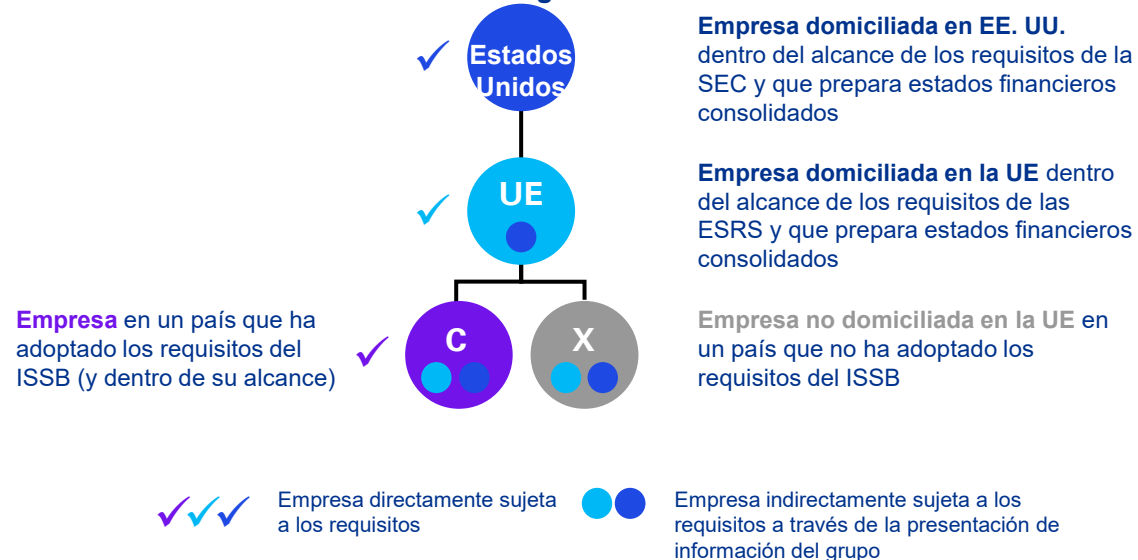 Estados
Unidos
Empresa domiciliada en EE. UU.
dentro del alcance de los requisitos de la
SEC y que prepara estados financieros
consolidados
UE
Empresa domiciliada en la UE dentro
del alcance de los requisitos de las
ESRS y que prepara estados financieros
consolidados
Empresa en un país que ha
adoptado los requisitos del
ISSB (y dentro de su alcance)
C
X
Empresa no domiciliada en la UE en
un país que no ha adoptado los
requisitos del ISSB
Empresa directamente sujeta
a los requisitos
Empresa indirectamente sujeta a los
requisitos a través de la presentación de
información del grupo